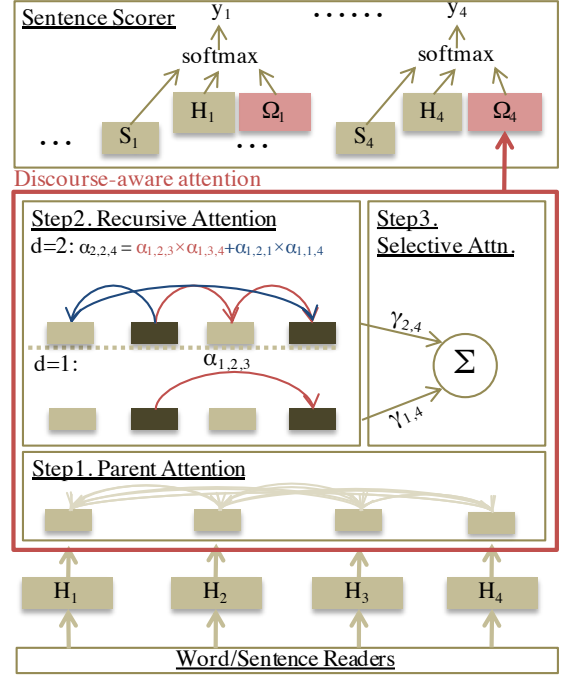 Sentence Scorer
y1 ...... y4
softmax softmax
H1 Ω1 H4 Ω4
... S1 ... S4
Discourse-aware attention
Step2. Recursive Attention
d=2: α2,2,4 = α1,2,3×α1,3,4+α1,2,1×α1,1,4
d=1: α1,2,3
Step3.
Selective Attn.
γ2,4
Σ
γ1,4
Step1. Parent Attention
H1 H2 H3 H4
Word/Sentence Readers